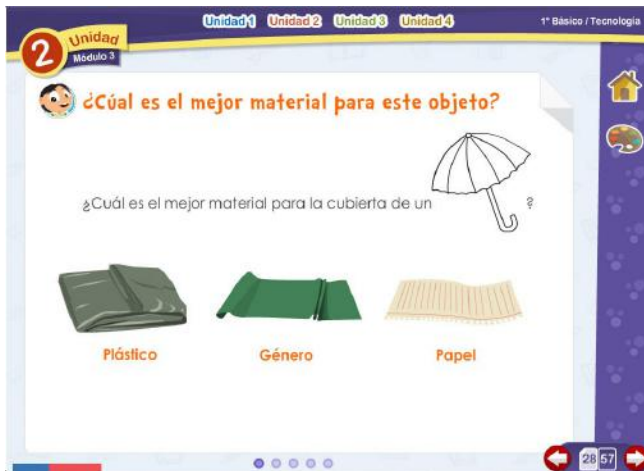 Unidad 1 Unidad 2 Unidad 3 Unidad 4
1° Básico / Tecnología
2 Unidad
Módulo 3
¿Cúal es el mejor material para este objeto?
¿Cuál es el mejor material para la cubierta de un ?
Plástico Género Papel
28 57